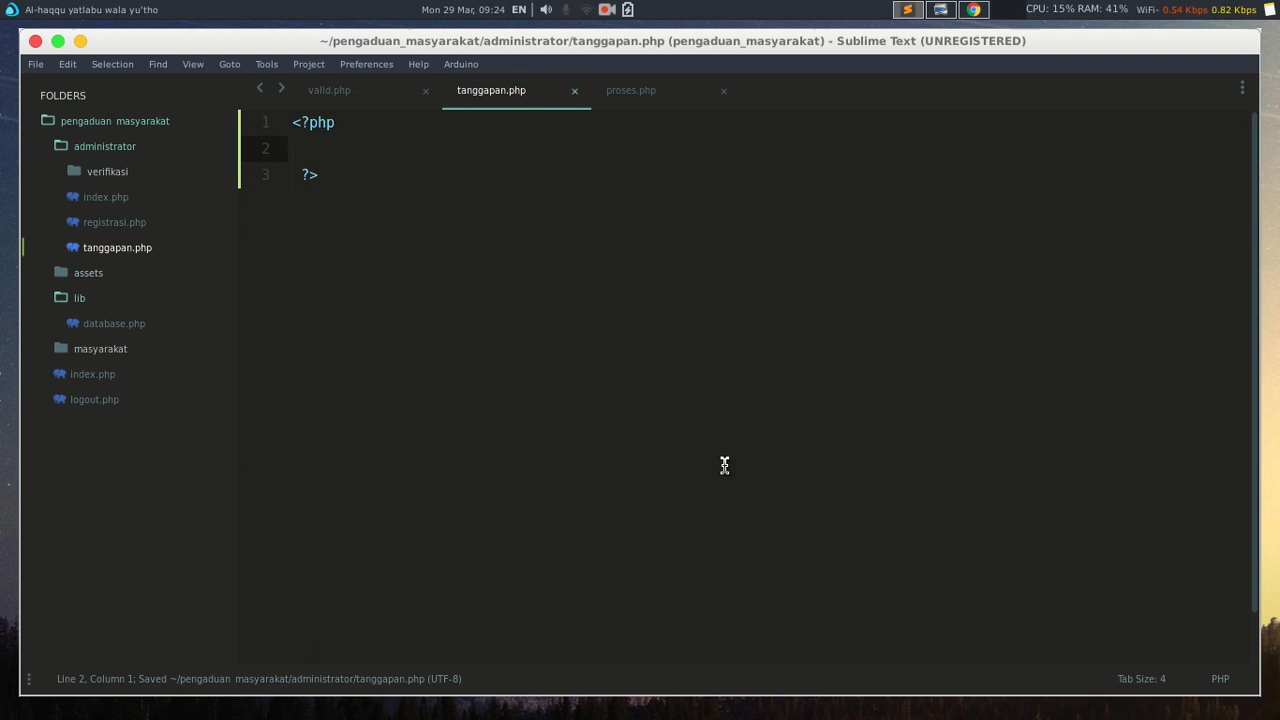 Al-haqqu yatlabu wala yu'tho
Mon 29 Mar, 09:24 EN
CPU: 15% RAM: 41% WiFi- 0.54 Kbps 0.82 Kbps
~/pengaduan_masyarakat/administrator/tanggapan.php (pengaduan_masyarakat) - Sublime Text (UNREGISTERED)
File Edit Selection Find View Goto Tools Project Preferences Help Arduino
FOLDERS
pengaduan_masyarakat
administrator
verifikasi
index.php
registrasi.php
tanggapan.php
assets
lib
database.php
masyarakat
index.php
logout.php
valid.php × tanggapan.php × proses.php ×
1 <?php
2
3 ?>
Line 2, Column 1; Saved ~/pengaduan_masyarakat/administrator/tanggapan.php (UTF-8)
Tab Size: 4
PHP